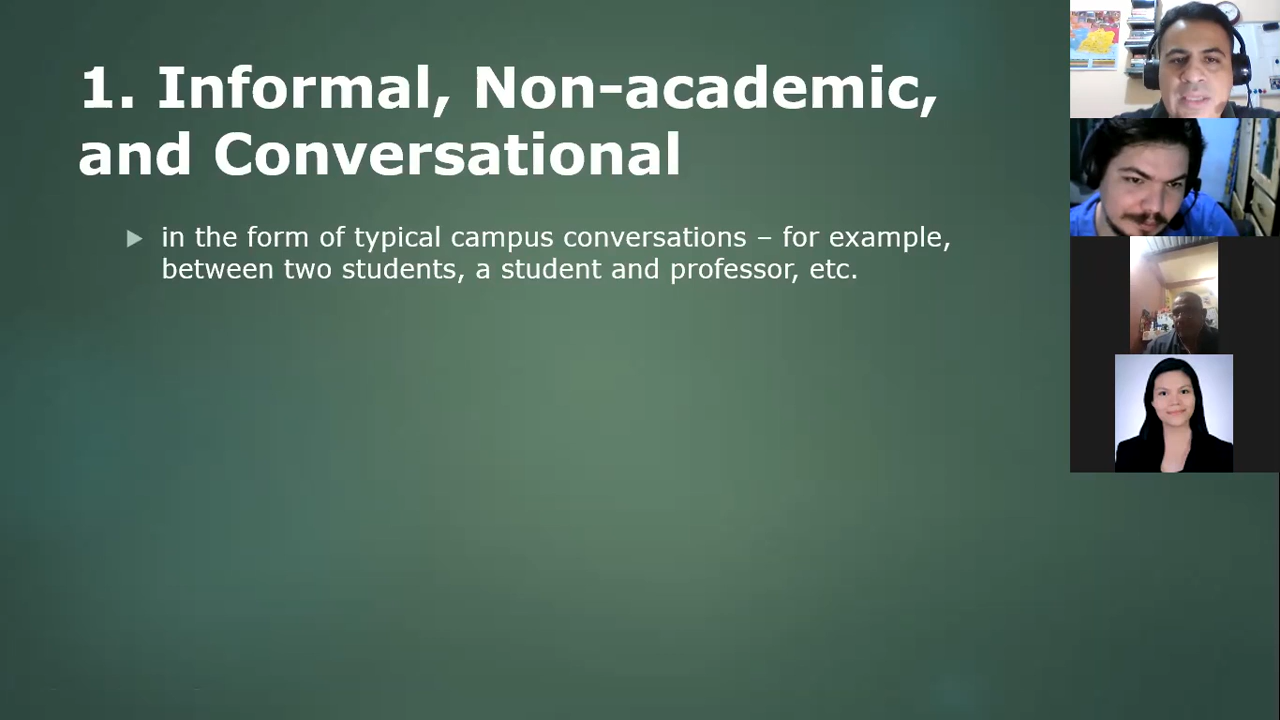 1. Informal, Non-academic,
and Conversational
in the form of typical campus conversations – for example,
between two students, a student and professor, etc.